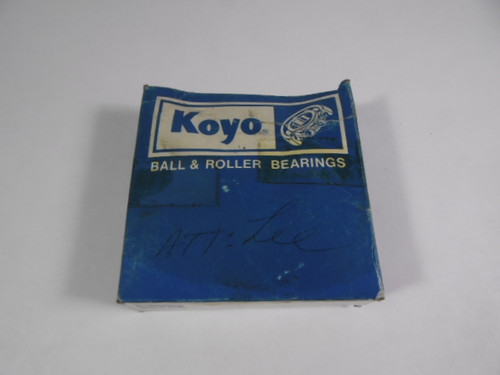 Koyo
BALL & ROLLER BEARINGS
ATT: Lee